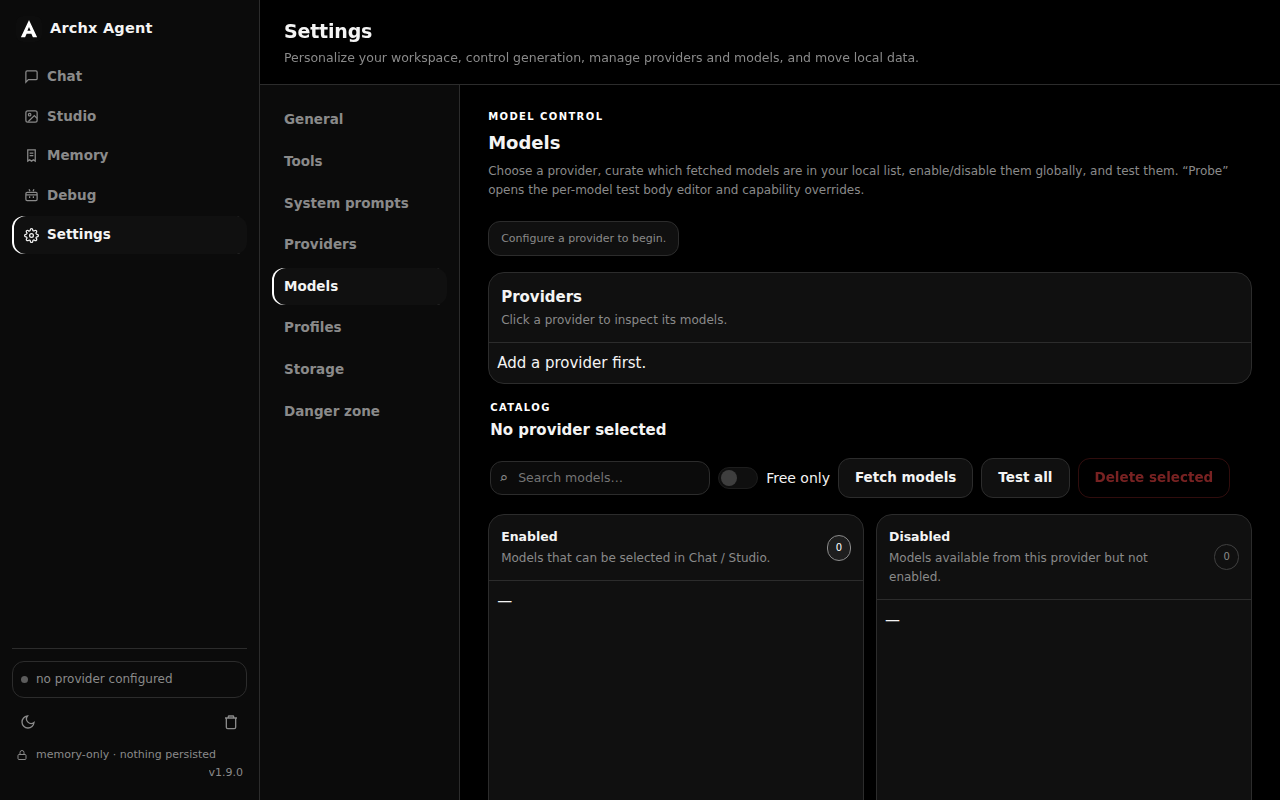 Archx Agent
Chat
Studio
Memory
Debug
Settings
no provider configured
memory-only · nothing persisted
v1.9.0
Settings
Personalize your workspace, control generation, manage providers and models, and move local data.
General
Tools
System prompts
Providers
Models
Profiles
Storage
Danger zone
MODEL CONTROL
Models
Choose a provider, curate which fetched models are in your local list, enable/disable them globally, and test them. “Probe”
opens the per-model test body editor and capability overrides.
Configure a provider to begin.
Providers
Click a provider to inspect its models.
Add a provider first.
CATALOG
No provider selected
Search models...
Free only
Fetch models
Test all
Delete selected
Enabled
Models that can be selected in Chat / Studio.
0
—
Disabled
Models available from this provider but not
enabled.
0
—